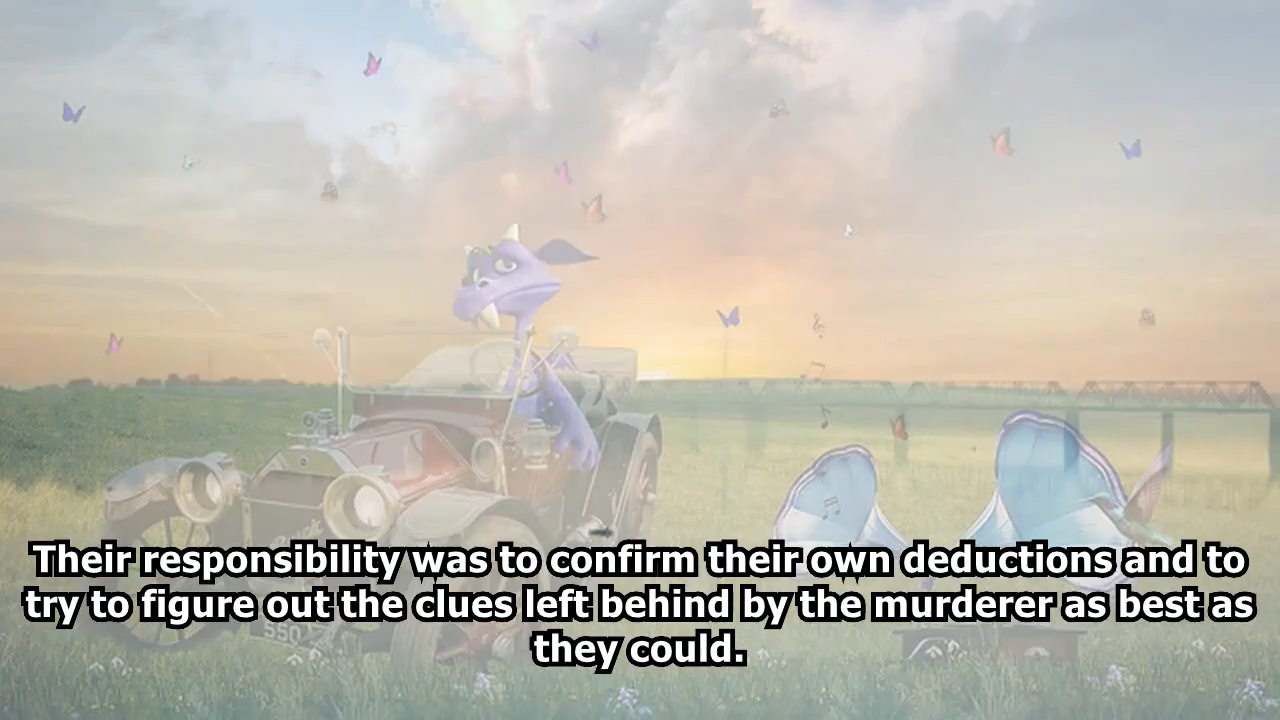 Their responsibility was to confirm their own deductions and to
try to figure out the clues left behind by the murderer as best as
they could.